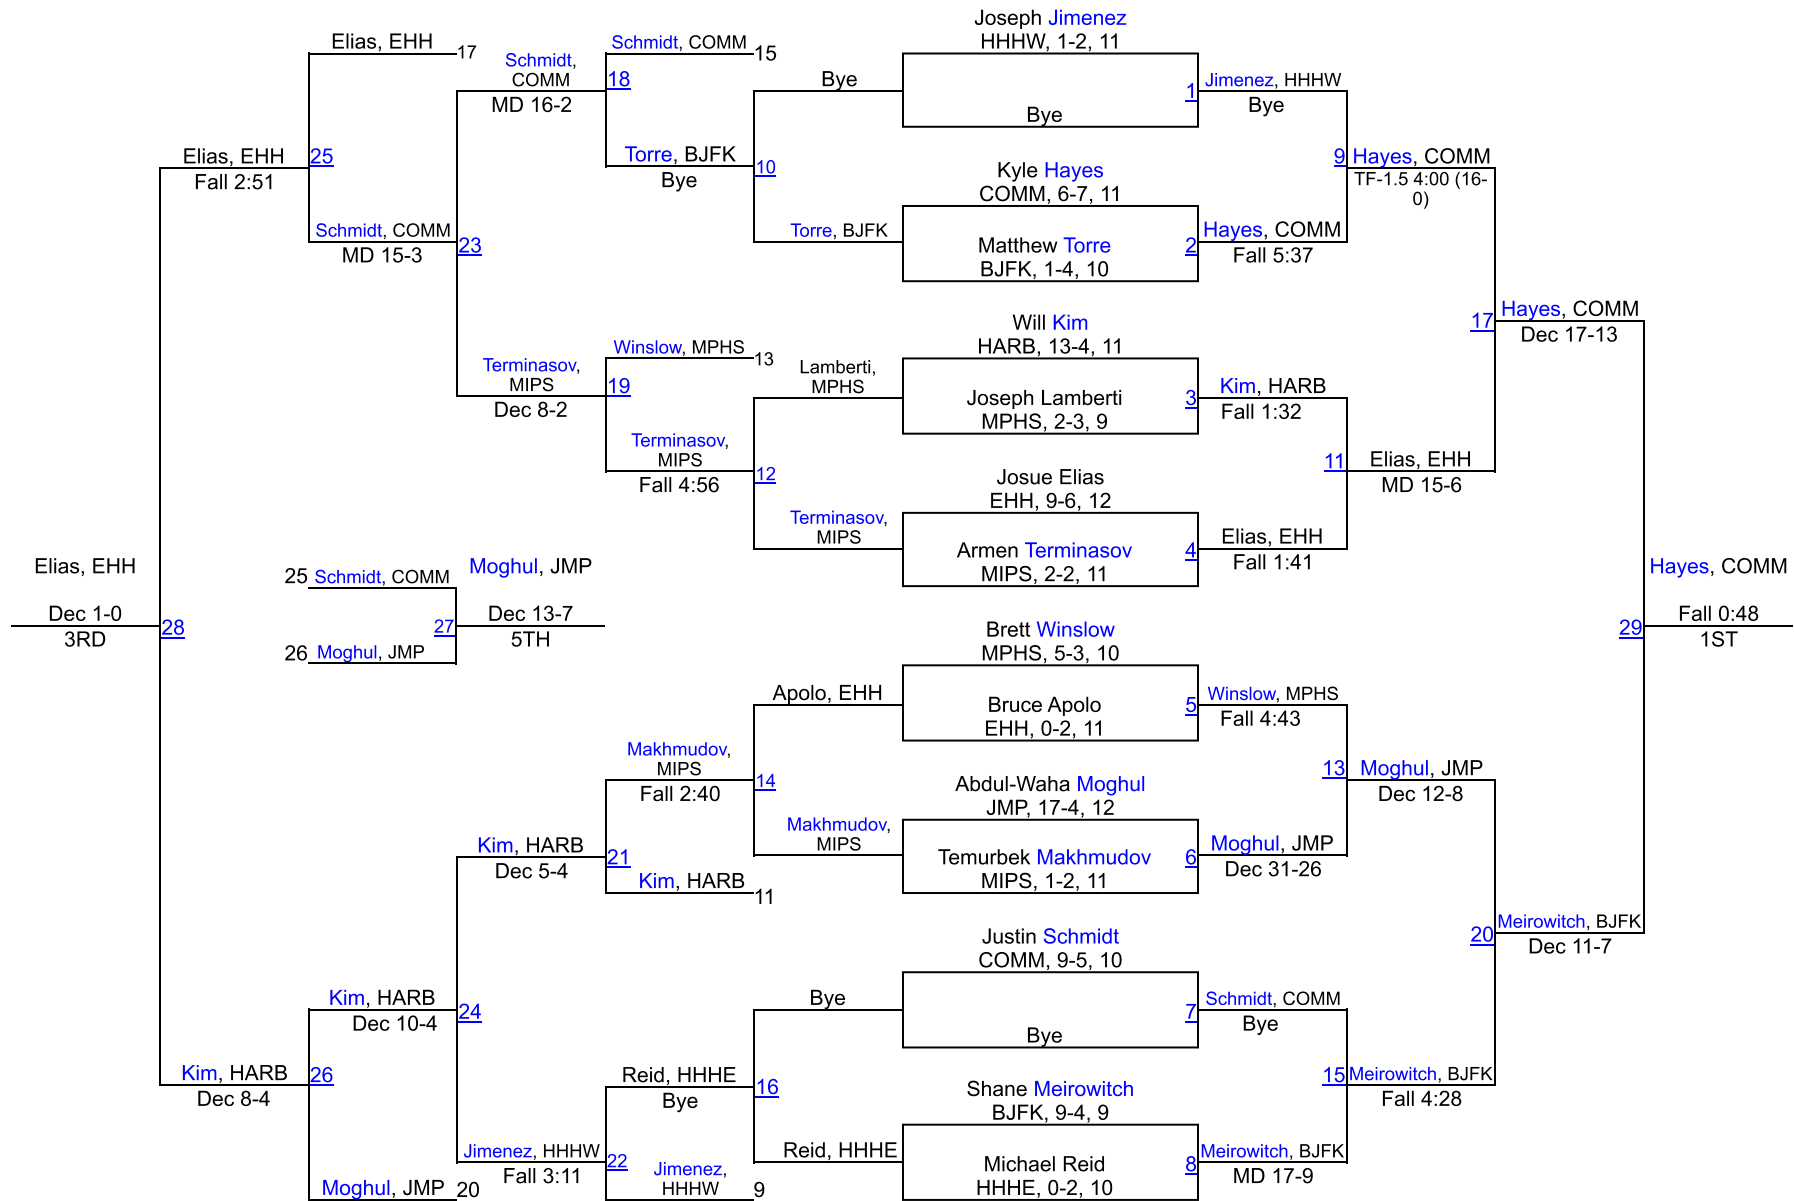 Joseph Jimenez
HHHW, 1-2, 11
Bye
1
Kyle Hayes
COMM, 6-7, 11
Matthew Torre
BJFK, 1-4, 10
2
Will Kim
HARB, 13-4, 11
Joseph Lamberti
MPHS, 2-3, 9
3
Josue Elias
EHH, 9-6, 12
Armen Terminasov
MIPS, 2-2, 11
4
Brett Winslow
MPHS, 5-3, 10
Bruce Apolo
EHH, 0-2, 11
5
Abdul-Waha Moghul
JMP, 17-4, 12
Temurbek Makhmudov
MIPS, 1-2, 11
6
Justin Schmidt
COMM, 9-5, 10
Bye
7
Shane Meirowitch
BJFK, 9-4, 9
Michael Reid
HHHE, 0-2, 10
8
Jimenez, HHHW
Bye
9
Hayes, COMM
Fall 5:37
Kim, HARB
Fall 1:32
11
Elias, EHH
Fall 1:41
Winslow, MPHS
Fall 4:43
13
Moghul, JMP
Dec 31-26
Schmidt, COMM
Bye
15
Meirowitch, BJFK
MD 17-9
Hayes, COMM
TF-1.5 4:00 (16-
0)
17
Elias, EHH
MD 15-6
Moghul, JMP
Dec 12-8
20
Meirowitch, BJFK
Fall 4:28
Hayes, COMM
Dec 17-13
29
Meirowitch, BJFK
Dec 11-7
Hayes, COMM
Fall 0:48
1ST
Bye
10
Torre, BJFK
Lamberti,
MPHS
12
Terminasov,
MIPS
Apolo, EHH
14
Makhmudov,
MIPS
Bye
16
Reid, HHHE
Schmidt, COMM
15
18
Torre, BJFK
Bye
Winslow, MPHS
13
19
Terminasov,
MIPS
Fall 4:56
Makhmudov,
MIPS
Fall 2:40
21
Kim, HARB
11
Reid, HHHE
Bye
22
Jimenez,
HHHW
9
Schmidt,
COMM
MD 16-2
23
Terminasov,
MIPS
Dec 8-2
Kim, HARB
Dec 5-4
24
Jimenez, HHHW
Fall 3:11
Elias, EHH
17
25
Schmidt, COMM
MD 15-3
Kim, HARB
Dec 10-4
26
Moghul, JMP
20
Elias, EHH
Fall 2:51
28
Kim, HARB
Dec 8-4
Elias, EHH
Dec 1-0
3RD
25
Schmidt, COMM
27
26
Moghul, JMP
Moghul, JMP
Dec 13-7
5TH